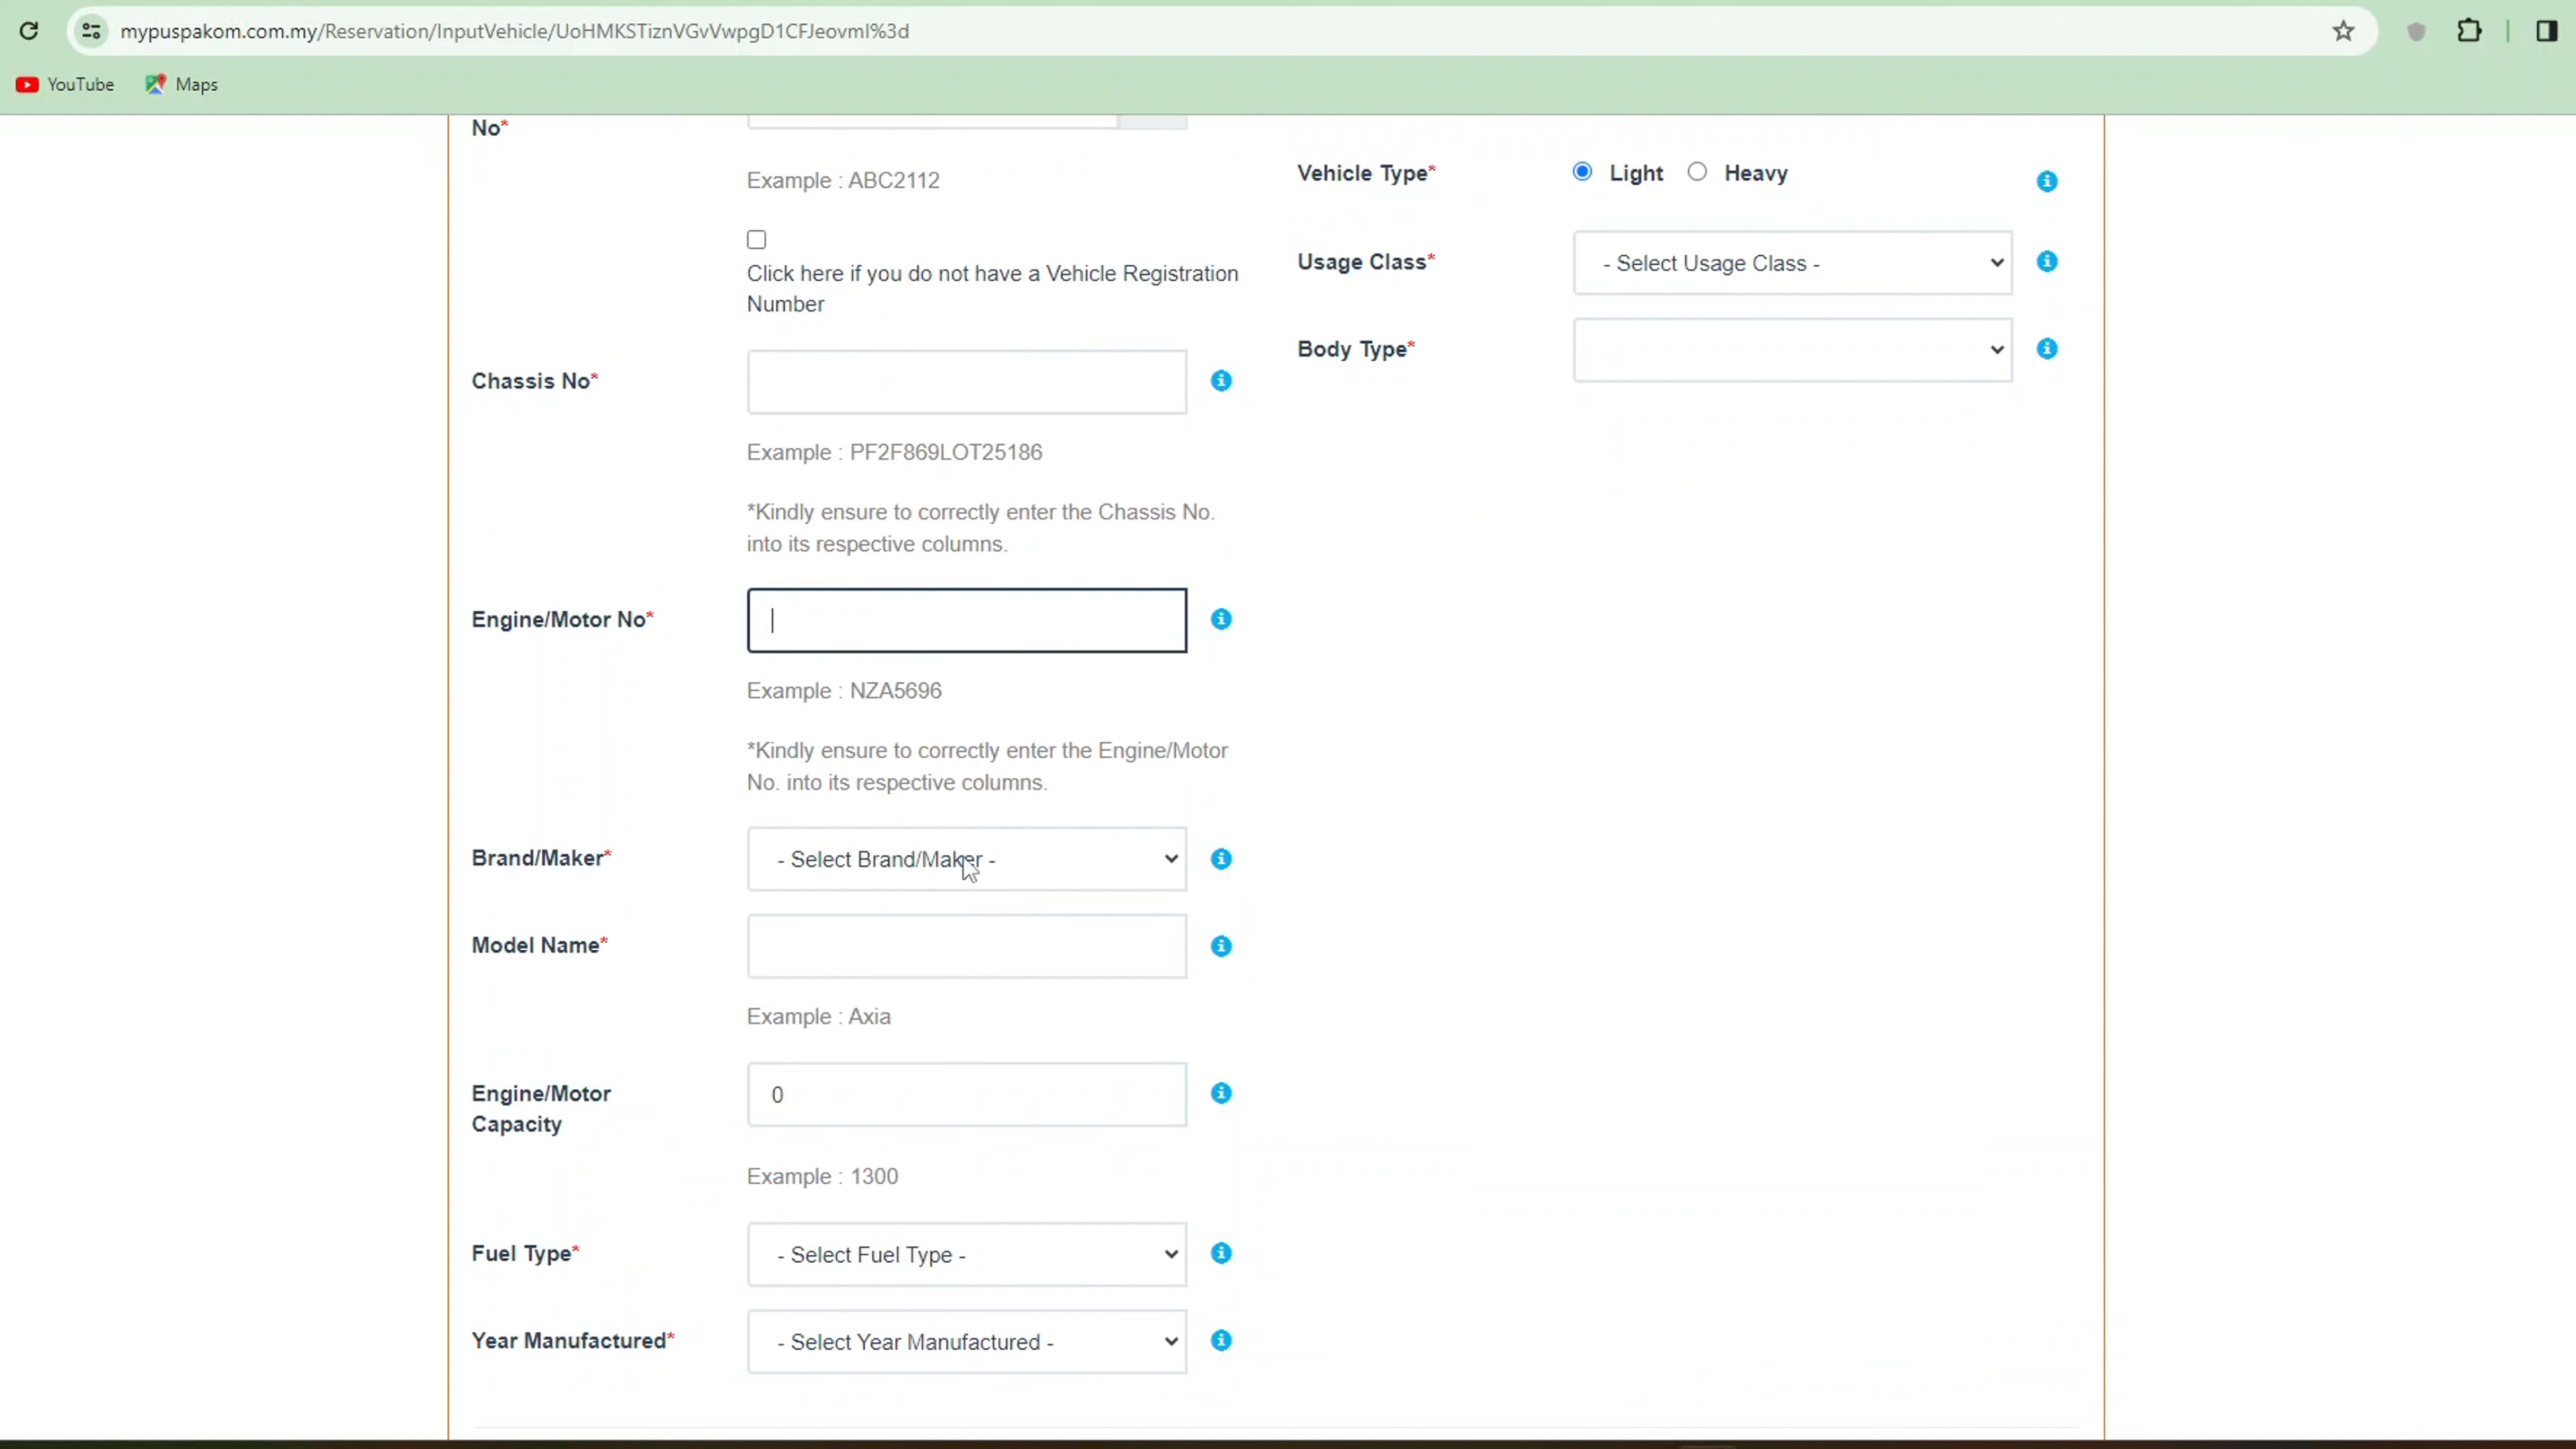 mypuspakom.com.my/Reservation/InputVehicle/UoHMKSTiznVGvVwpgD1CFJeovmI%3d
YouTube
Maps
No*
Example : ABC2112
Click here if you do not have a Vehicle Registration
Number
Chassis No*
Example : PF2F869LOT25186
*Kindly ensure to correctly enter the Chassis No.
into its respective columns.
Engine/Motor No*
Example : NZA5696
*Kindly ensure to correctly enter the Engine/Motor
No. into its respective columns.
Brand/Maker*
- Select Brand/Maker -
Model Name*
Example : Axia
Engine/Motor
Capacity
0
Example : 1300
Fuel Type*
- Select Fuel Type -
Year Manufactured*
- Select Year Manufactured -
Vehicle Type*
Light
Heavy
Usage Class*
- Select Usage Class -
Body Type*